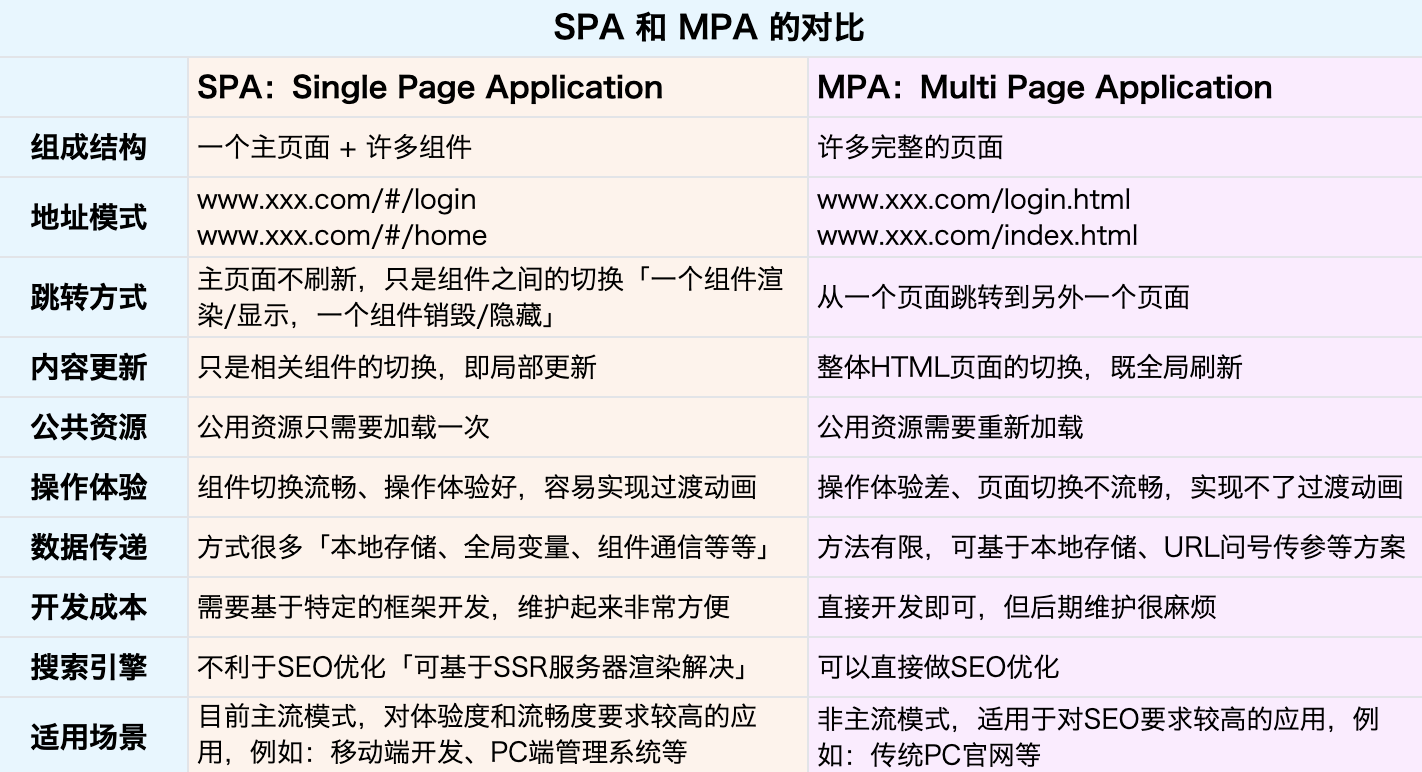 SPA 和 MPA 的对比
SPA：Single Page Application
MPA：Multi Page Application
组成结构
一个主页面 + 许多组件
许多完整的页面
地址模式
www.xxx.com/#/login
www.xxx.com/#/home
www.xxx.com/login.html
www.xxx.com/index.html
跳转方式
主页面不刷新，只是组件之间的切换「一个组件渲
染/显示，一个组件销毁/隐藏」
从一个页面跳转到另外一个页面
内容更新
只是相关组件的切换，即局部更新
整体HTML页面的切换，既全局刷新
公共资源
公用资源只需要加载一次
公用资源需要重新加载
操作体验
组件切换流畅、操作体验好，容易实现过渡动画
操作体验差、页面切换不流畅，实现不了过渡动画
数据传递
方式很多「本地存储、全局变量、组件通信等等」
方法有限，可基于本地存储、URL问号传参等方案
开发成本
需要基于特定的框架开发，维护起来非常方便
直接开发即可，但后期维护很麻烦
搜索引擎
不利于SEO优化「可基于SSR服务器渲染解决」
可以直接做SEO优化
适用场景
目前主流模式，对体验度和流畅度要求较高的应
用，例如：移动端开发、PC端管理系统等
非主流模式，适用于对SEO要求较高的应用，例
如：传统PC官网等